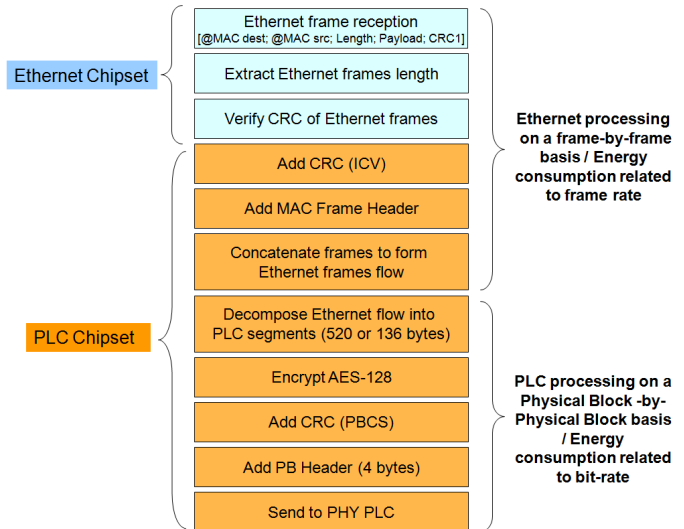 Ethernet frame reception
[@MAC dest; @MAC src; Length; Payload; CRC1]
Extract Ethernet frames length
Verify CRC of Ethernet frames
Ethernet Chipset
Add CRC (ICV)
Add MAC Frame Header
Concatenate frames to form
Ethernet frames flow
Ethernet processing
on a frame-by-frame
basis / Energy
consumption related
to frame rate
Decompose Ethernet flow into
PLC segments (520 or 136 bytes)
PLC Chipset
Encrypt AES-128
Add CRC (PBCS)
Add PB Header (4 bytes)
Send to PHY PLC
PLC processing on a
Physical Block -by-
Physical Block basis
/ Energy
consumption related
to bit-rate